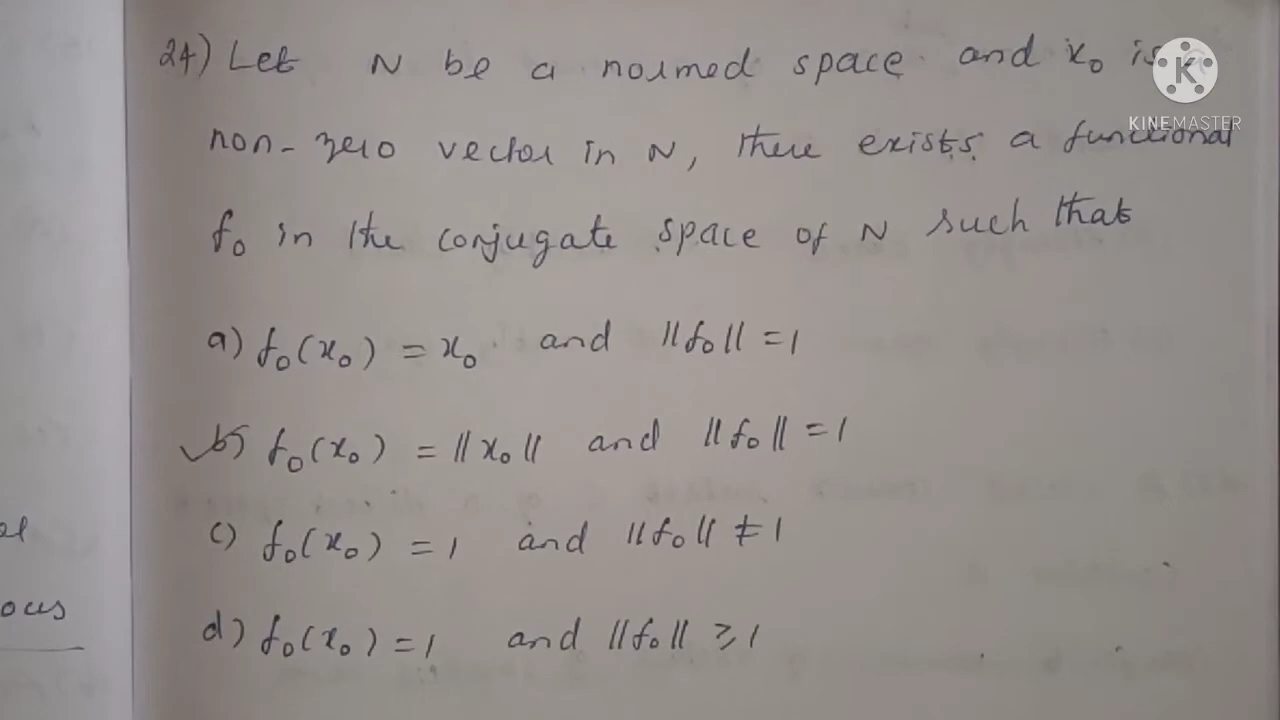 24) Let N be a normed space and x₀ is a
KINEMASTER
non-zero vector in N, there exists a functional
f₀ in the conjugate space of N such that
a) f₀(x₀) = x₀ and ||f₀|| = 1
b) f₀(x₀) = ||x₀|| and ||f₀|| = 1
c) f₀(x₀) = 1 and ||f₀|| ≠ 1
d) f₀(x₀) = 1 and ||f₀|| ≥ 1